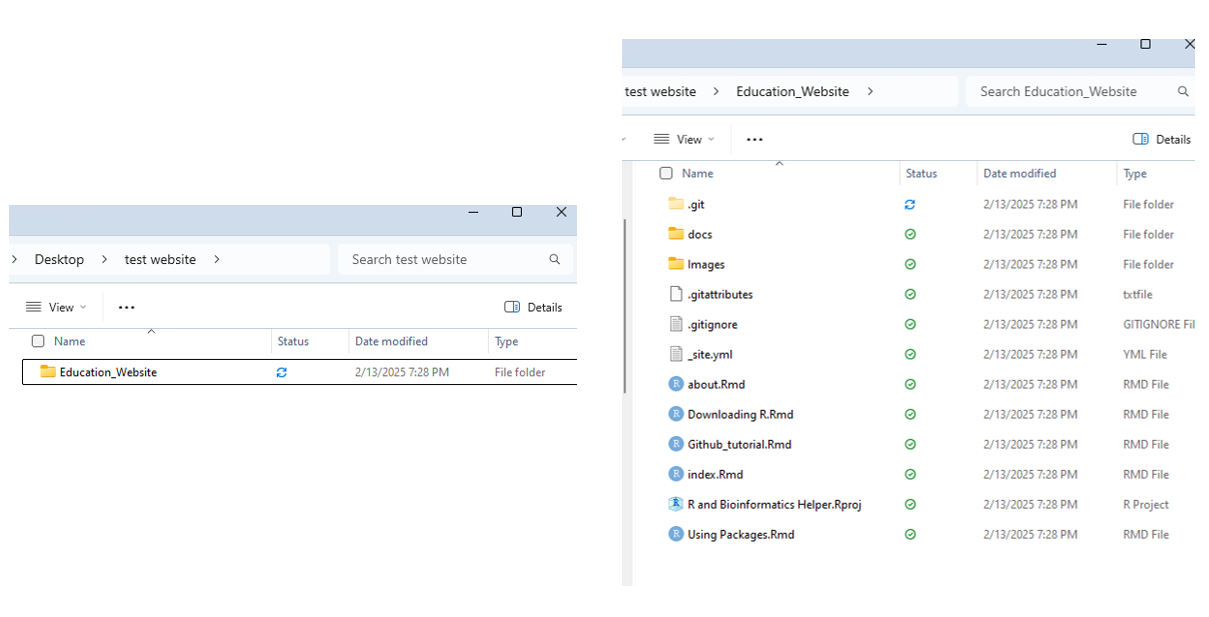 Desktop > test website >
Search test website
View
Details
Name Status Date modified Type
Education_Website 2/13/2025 7:28 PM File folder
test website > Education_Website >
Search Education_Website
View
Details
Name Status Date modified Type
.git 2/13/2025 7:28 PM File folder
docs 2/13/2025 7:28 PM File folder
Images 2/13/2025 7:28 PM File folder
.gitattributes 2/13/2025 7:28 PM txtfile
.gitignore 2/13/2025 7:28 PM GITIGNORE Fil
_site.yml 2/13/2025 7:28 PM YML File
about.Rmd 2/13/2025 7:28 PM RMD File
Downloading R.Rmd 2/13/2025 7:28 PM RMD File
Github_tutorial.Rmd 2/13/2025 7:28 PM RMD File
index.Rmd 2/13/2025 7:28 PM RMD File
R and Bioinformatics Helper.Rproj 2/13/2025 7:28 PM R Project
Using Packages.Rmd 2/13/2025 7:28 PM RMD File